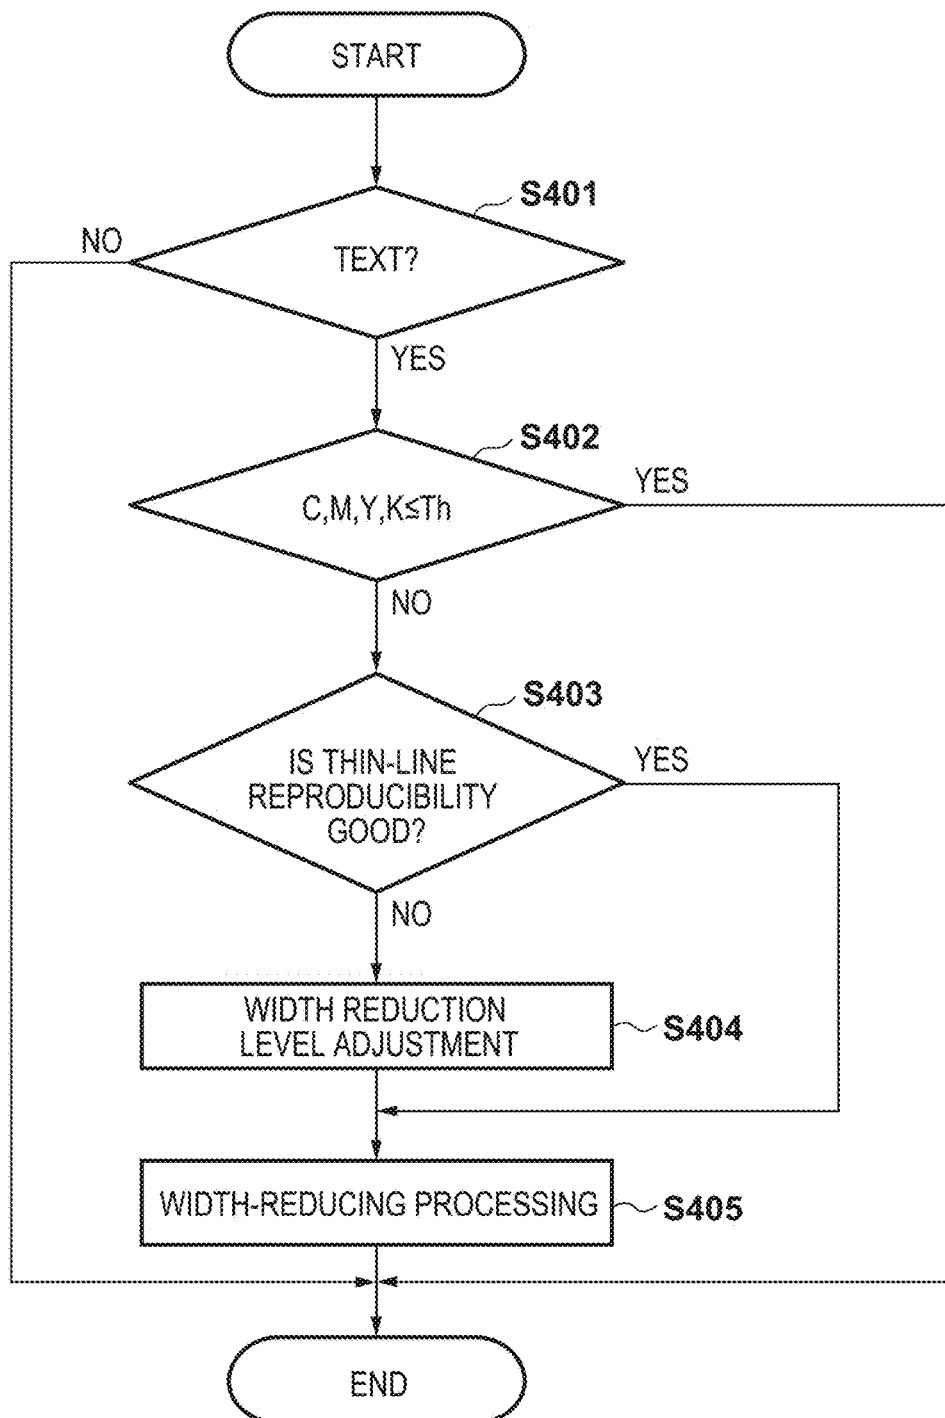 START
S401
NO
TEXT?
YES
S402
YES
C,M,Y,K≤Th
NO
S403
YES
IS THIN-LINE
REPRODUCIBILITY
GOOD?
NO
WIDTH REDUCTION
LEVEL ADJUSTMENT
S404
WIDTH-REDUCING PROCESSING
S405
END